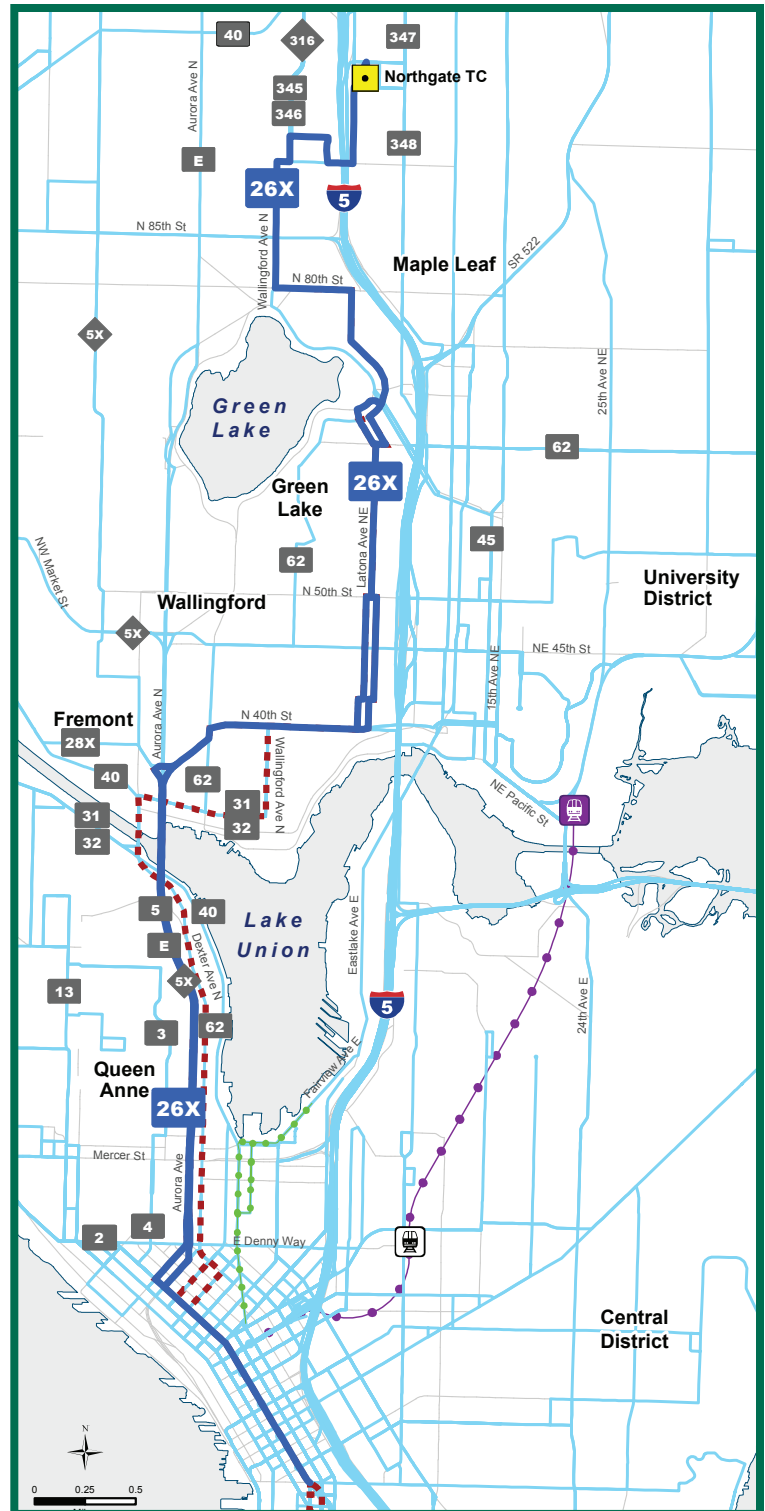 40
316
347
Northgate TC
345
346
Aurora Ave N
348
E
26X
5
N 85th St
Wallingford Ave N
Maple Leaf
SR 522
N 80th St
5X
25th Ave NE
Green
Lake
62
26X
Green
Lake
45
Latona Ave NE
62
NW Market St
N 50th St
University
District
Wallingford
5X
NE 45th St
15th Ave NE
Aurora Ave N
N 40th St
Fremont
28X
Wallingford Ave N
40
62
31
32
31
32
NE Pacific St
5
40
Lake
Union
E
Dexter Ave N
Eastlake Ave E
5X
13
5
24th Ave E
62
3
Queen
Anne
Fairview Ave E
26X
Mercer St
Aurora Ave
4
2
E Denny Way
Central
District
N
0 0.25 0.5